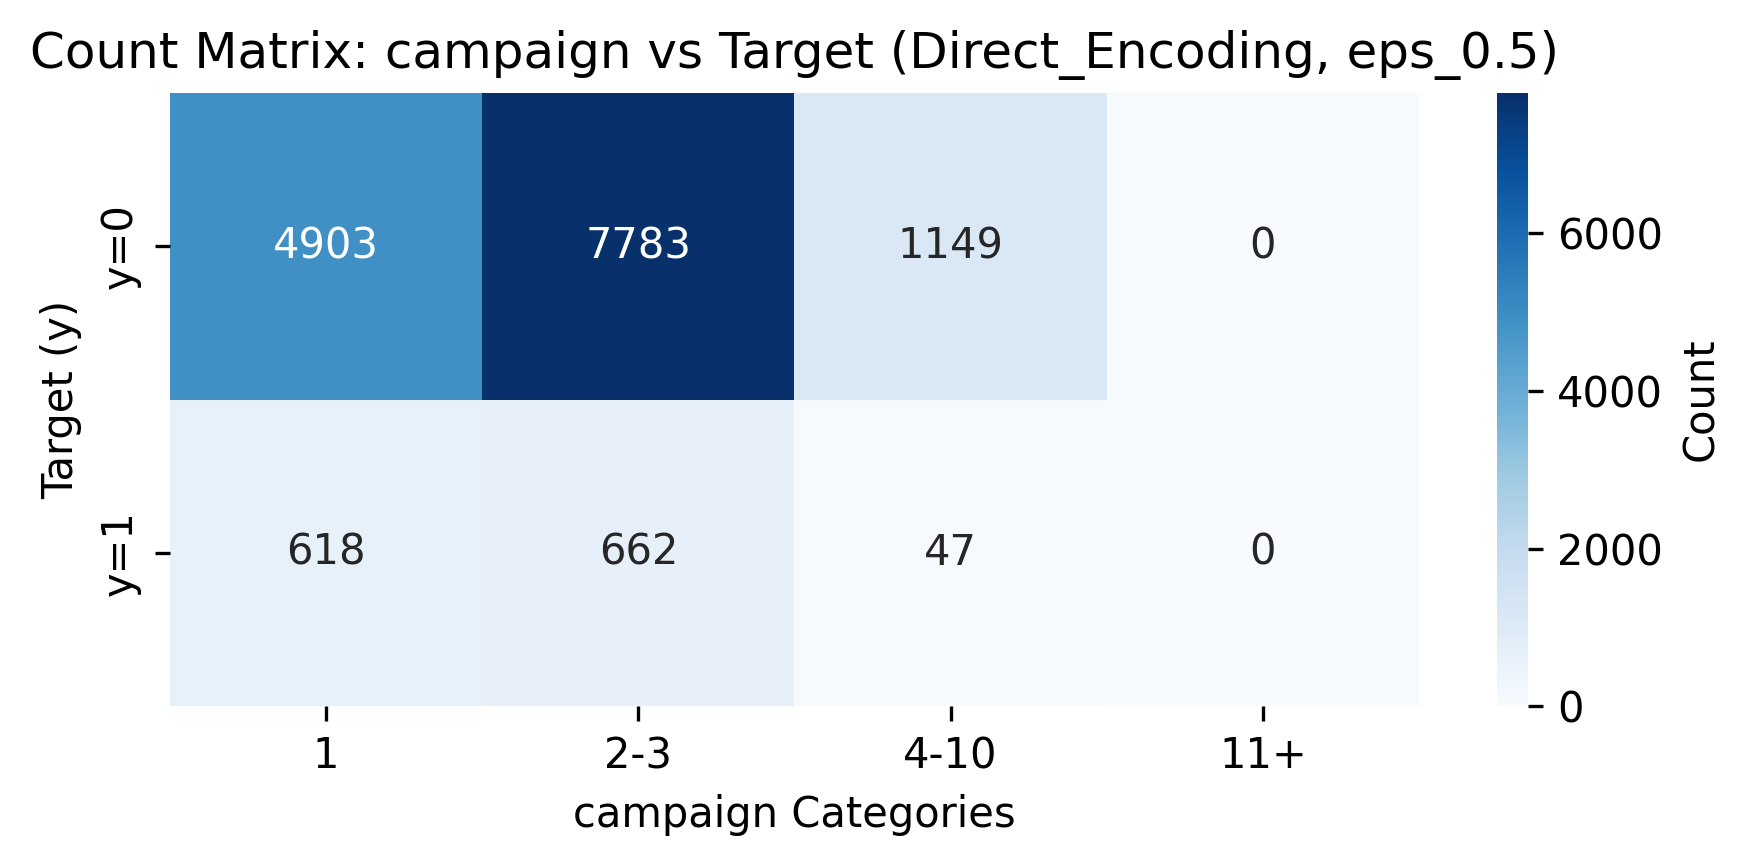 Count Matrix: campaign vs Target (Direct_Encoding, eps_0.5)
Target (y)
y=0
4903 7783 1149 0
y=1
618 662 47 0
1 2-3 4-10 11+
campaign Categories
6000
4000
2000
0
Count